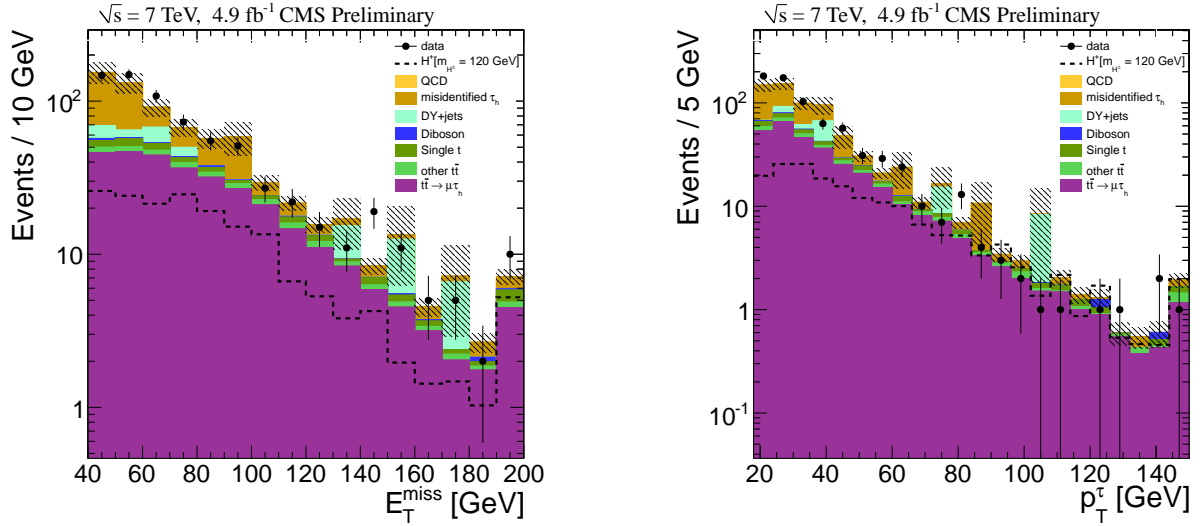 √s = 7 TeV, 4.9 fb⁻¹ CMS Preliminary
Events / 10 GeV
10²
10
1
data
H⁺[m_H± = 120 GeV]
QCD
misidentified τ_h
DY+jets
Diboson
Single t
other tt̄
tt̄ → μτ_h
40 60 80 100 120 140 160 180 200
E_T^miss [GeV]
√s = 7 TeV, 4.9 fb⁻¹ CMS Preliminary
Events / 5 GeV
10²
10
1
10⁻¹
data
H⁺[m_H± = 120 GeV]
QCD
misidentified τ_h
DY+jets
Diboson
Single t
other tt̄
tt̄ → μτ_h
20 40 60 80 100 120 140
p_T^τ [GeV]